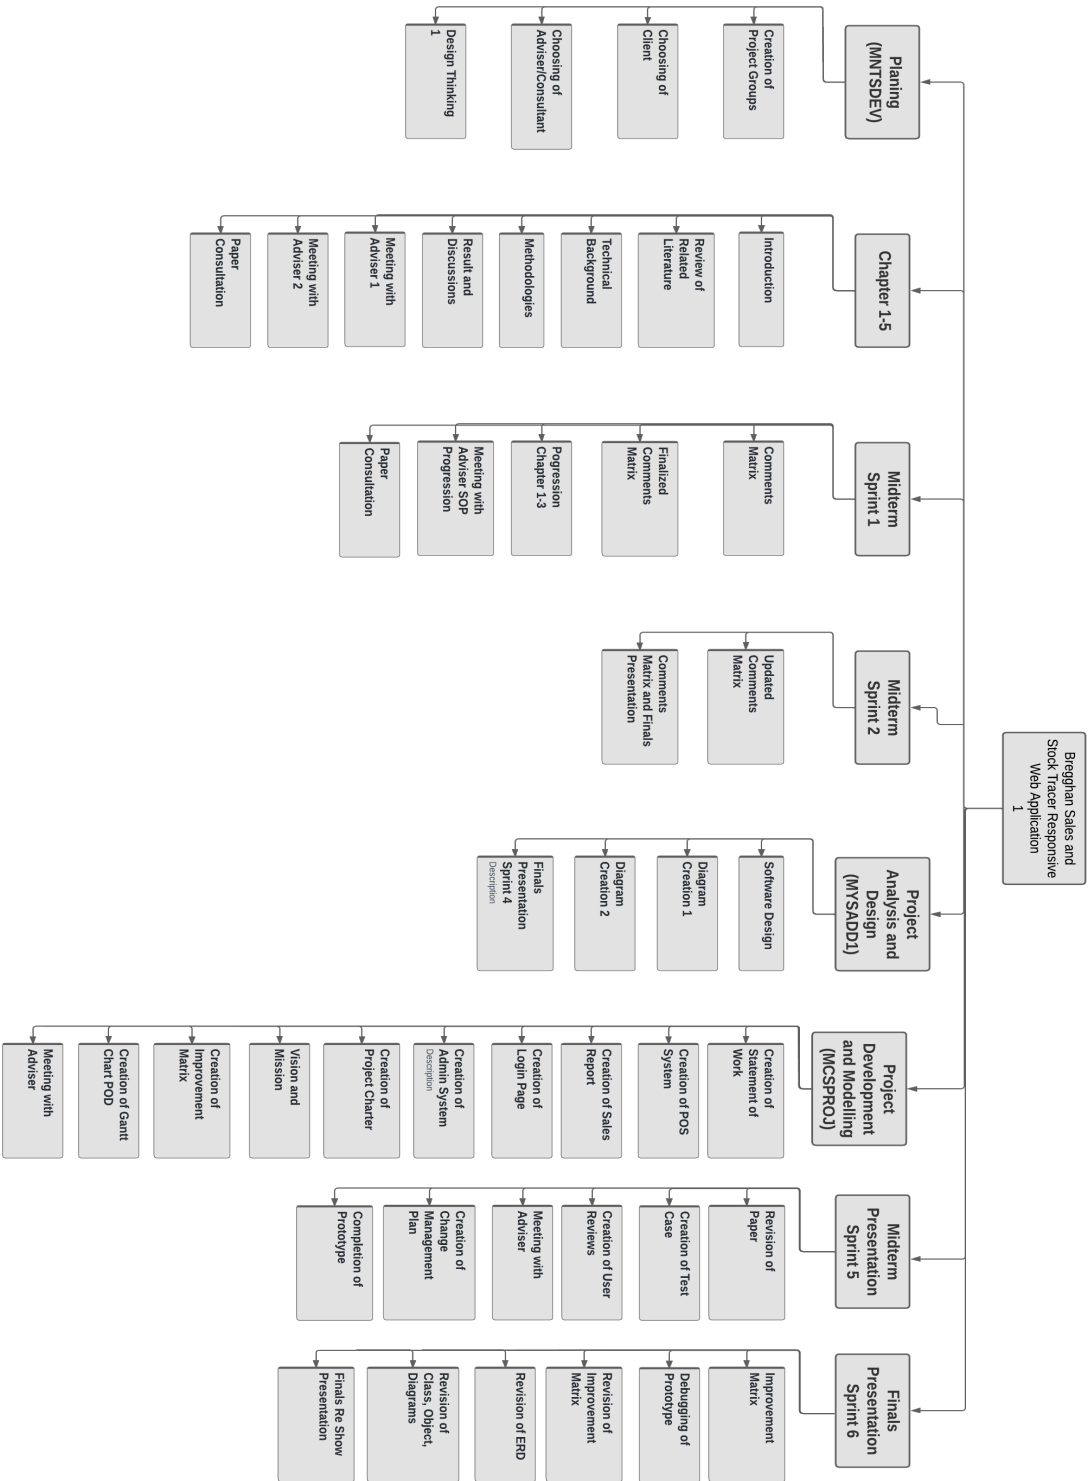 Bregghan Sales and
Stock Tracer Responsive
Web Application
1
Planing
(MNTSDEV)
Creation of
Project Groups
Choosing of
Client
Choosing of
Adviser/Consultant
Design Thinking
1
Chapter 1-5
Introduction
Review of
Related
Literature
Technical
Background
Methodologies
Result and
Discussions
Meeting with
Adviser 1
Meeting with
Adviser 2
Paper
Consultation
Midterm
Sprint 1
Comments
Matrix
Finalized
Comments
Matrix
Pogression
Chapter 1-3
Meeting with
Adviser SOP
Progression
Paper
Consultation
Midterm
Sprint 2
Updated
Comments
Matrix
Comments
Matrix and Finals
Presentation
Project
Analysis and
Design
(MYSADD1)
Software Design
Diagram
Creation 1
Diagram
Creation 2
Finals
Presentation
Sprint 4
Description
Project
Development
and Modelling
(MCSPROJ)
Creation of
Statement of
Work
Creation of POS
System
Creation of Sales
Report
Creation of
Login Page
Creation of
Admin System
Description
Creation of
Project Charter
Vision and
Mission
Creation of
Improvement
Matrix
Creation of Gantt
Chart POD
Meeting with
Adviser
Midterm
Presentation
Sprint 5
Revision of
Paper
Creation of Test
Case
Creation of User
Reviews
Meeting with
Adviser
Creation of
Change
Management
Plan
Completion of
Prototype
Finals
Presentation
Sprint 6
Improvement
Matrix
Debugging of
Prototype
Revision of
Improvement
Matrix
Revision of ERD
Revision of
Class, Object,
Diagrams
Finals Re Show
Presentation